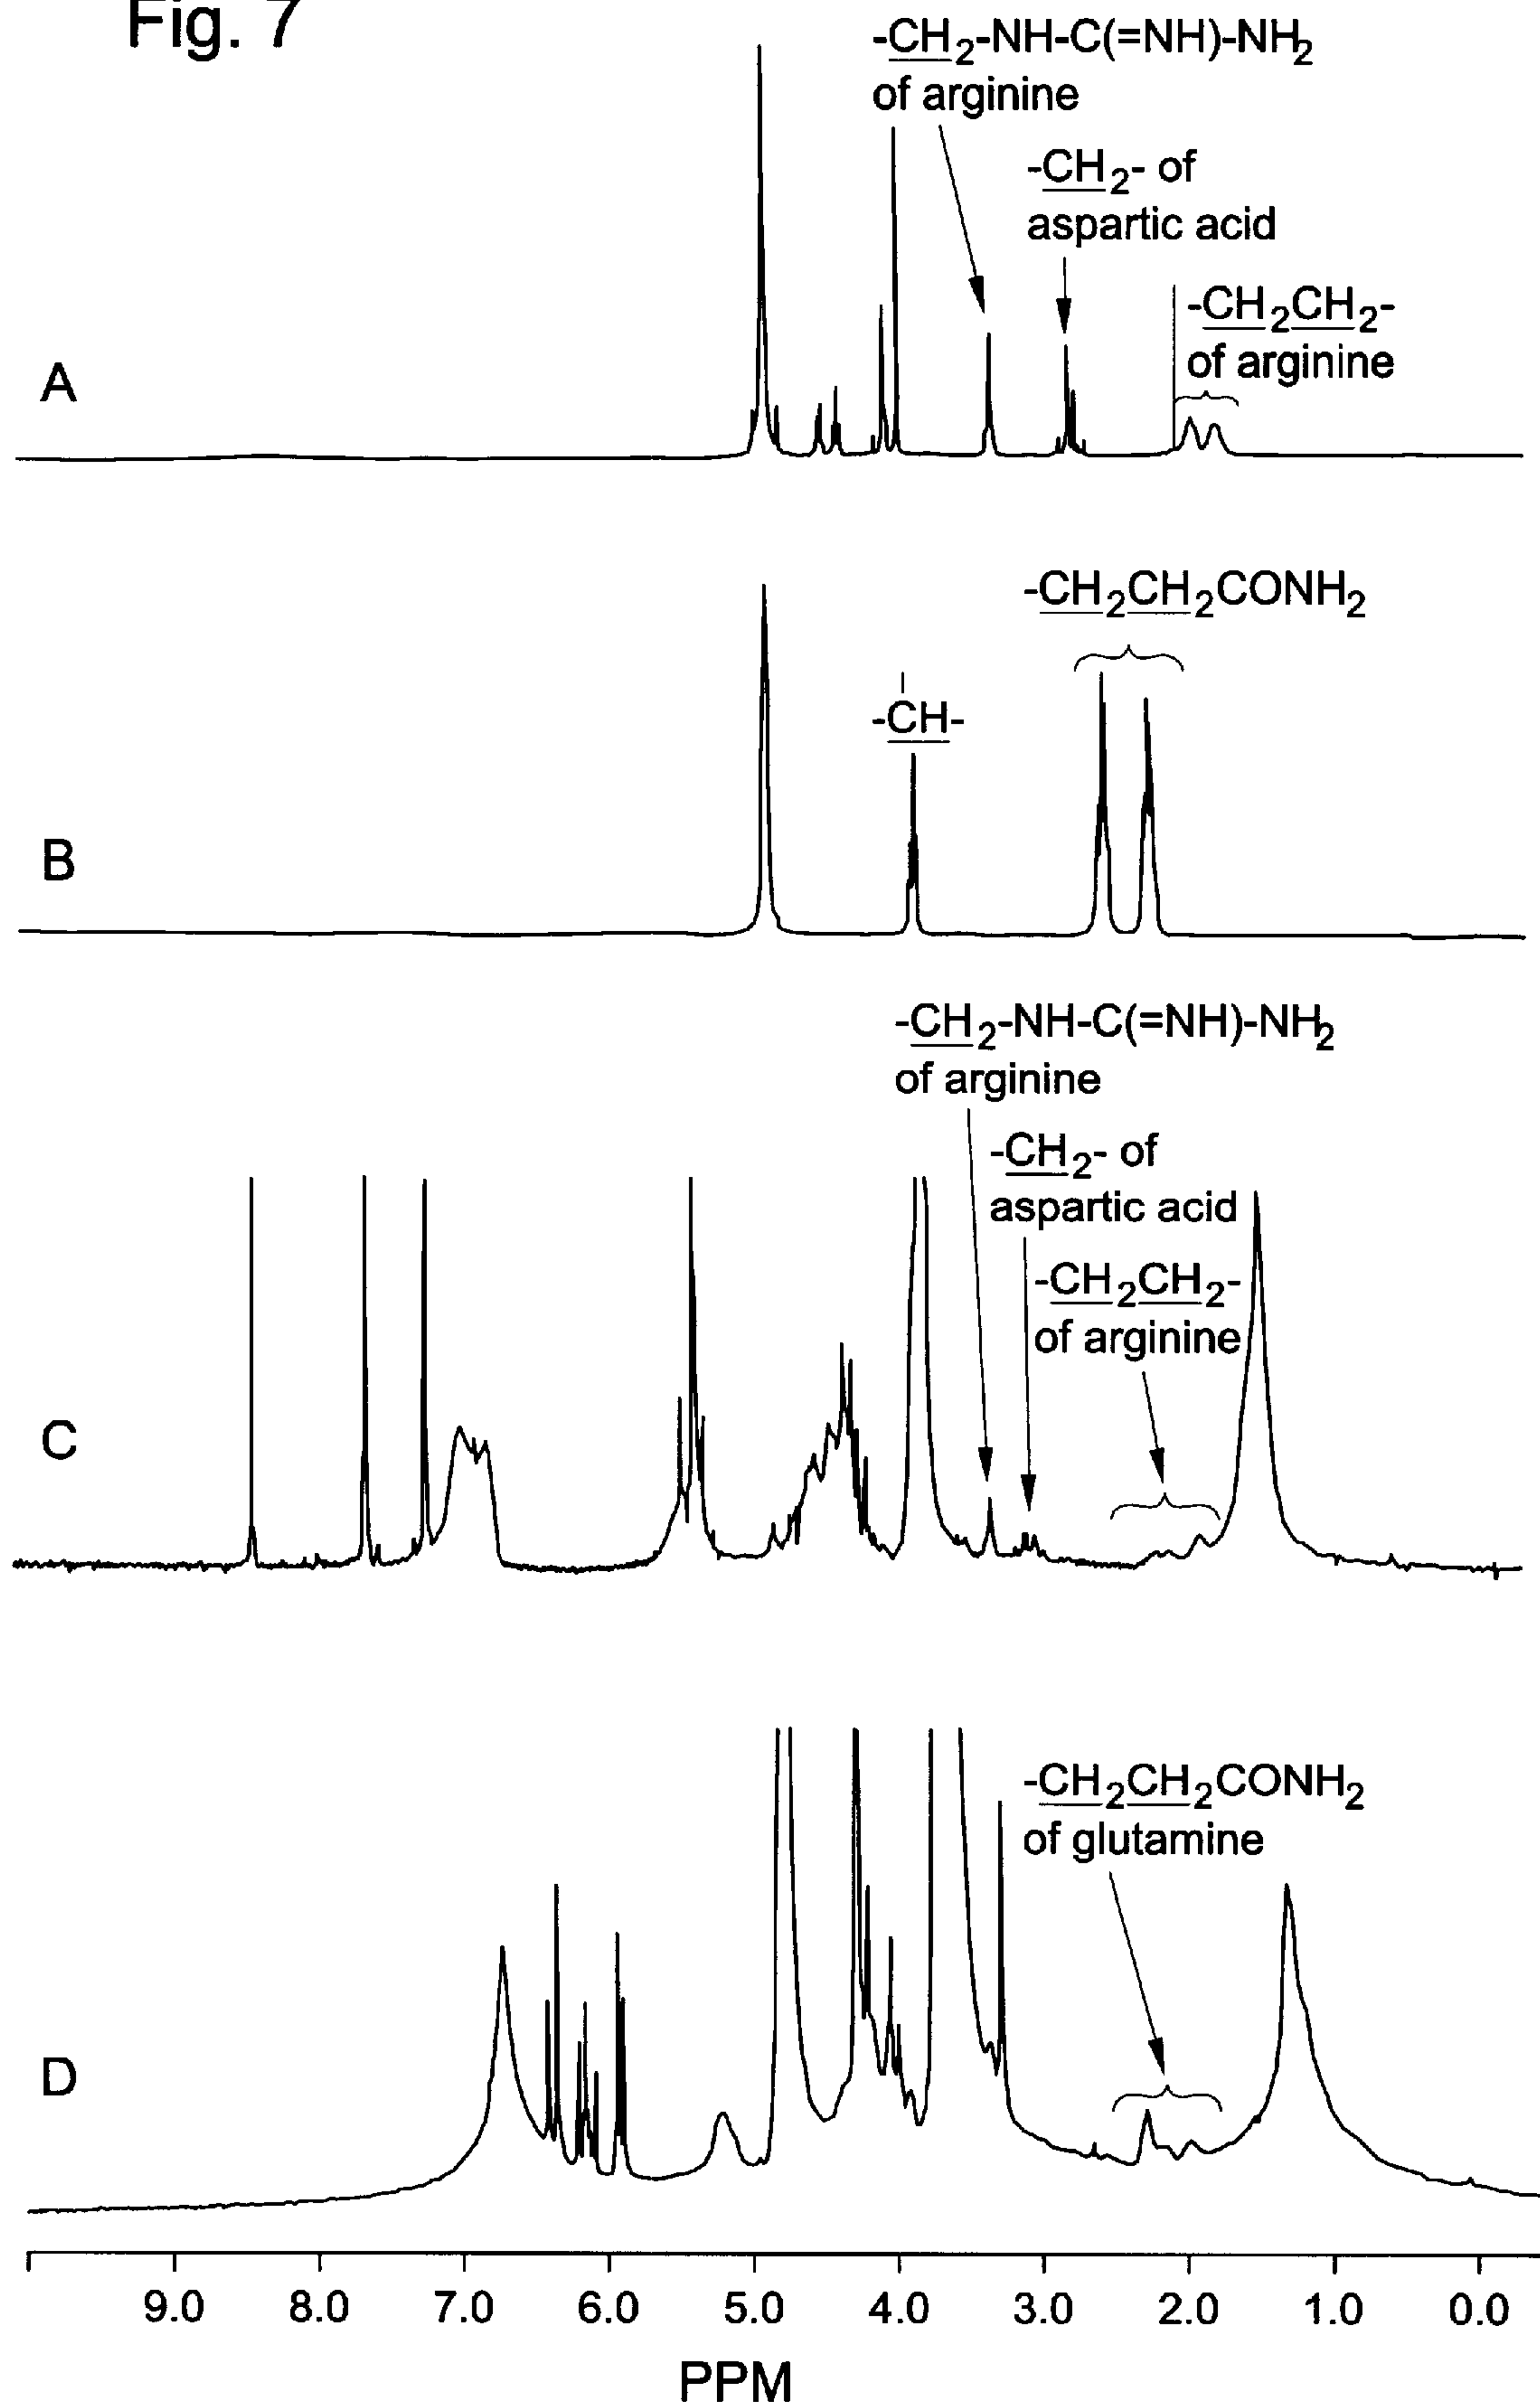 Fig. 7
-CH2-NH-C(=NH)-NH2
of arginine
-CH2- of
aspartic acid
-CH2CH2-
of arginine
A
-CH2CH2CONH2
-CH-
B
-CH2-NH-C(=NH)-NH2
of arginine
-CH2- of
aspartic acid
-CH2CH2-
of arginine
C
-CH2CH2CONH2
of glutamine
D
9.0 8.0 7.0 6.0 5.0 4.0 3.0 2.0 1.0 0.0
PPM